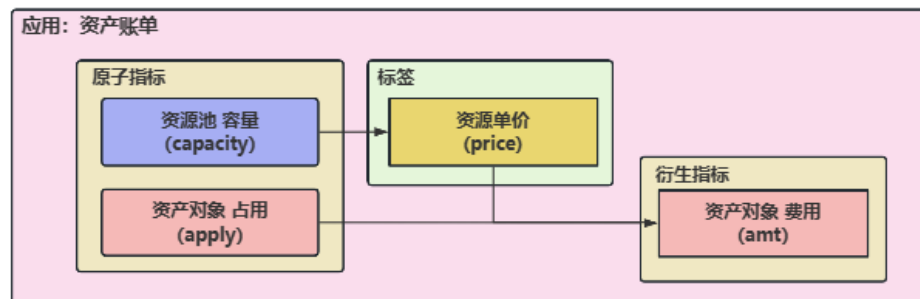 应用：资产账单
原子指标
资源池 容量
(capacity)
资产对象 占用
(apply)
标签
资源单价
(price)
衍生指标
资产对象 费用
(amt)